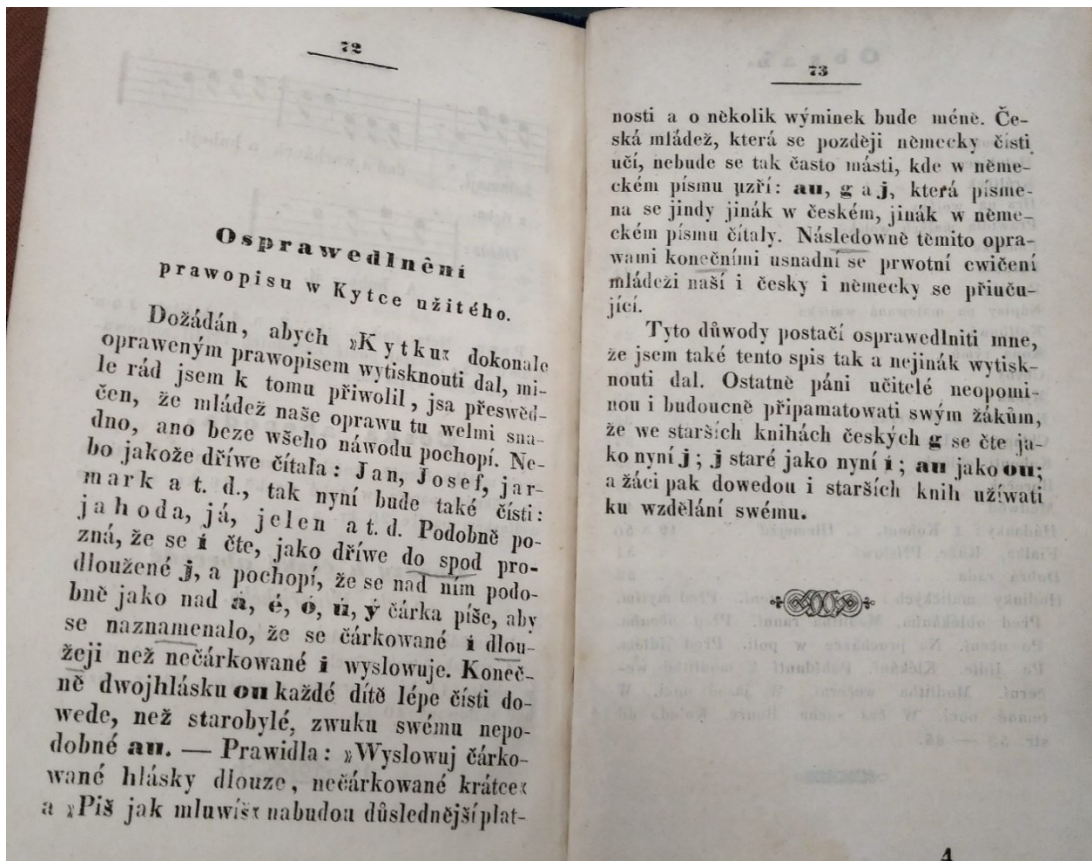 72
Osprawedlnění
prawopisu w Kytce užitého.
Dožádán, abych »Kytku« dokonale
opraweným prawopisem wytisknouti dal, mi-
le rád jsem k tomu přiwolil, jsa přeswěd-
čen, že mládež naše oprawu tu welmi sna-
dno, ano beze wšeho náwodu pochopí. Ne-
bo jakože dříwe čítala: Jan, Josef, jar-
mark a t. d., tak nyní bude také čísti:
jahoda, já, jelen a t. d. Podobně po-
zná, že se í čte, jako dříwe do spod pro-
dloužené j, a pochopí, že se nad ním podo-
bně jako nad á, é, ó, ú, ý čárka píše, aby
se naznamenalo, že se čárkowané í dlou-
žeji než nečárkowané i wyslowuje. Koneč-
ně dwojhlásku ou každé dítě lépe čísti do-
wede, než starobylé, zwuku swému nepo-
dobné au. — Prawidla: »Wyslowuj čárko-
wané hlásky dlouze, nečárkowané krátce«
a »Piš jak mluwíš« nabudou důslednější plat-
73
nosti a o několik wýminek bude méně. Če-
ská mládež, která se později německy čísti
učí, nebude se tak často másti, kde w něme-
ckém písmu uzří: au, g a j, která písme-
na se jindy jinák w českém, jinák w něme-
ckém písmu čítaly. Následowně těmito opra-
wami konečními usnadní se prwotní cwičení
mládeži naší i česky i německy se přiuču-
jící.
Tyto důwody postačí osprawedlniti mne,
že jsem také tento spis tak a nejinák wytisk-
nouti dal. Ostatně páni učitelé neopomi-
nou i budoucně připamatowati swým žákům,
že we starších knihách českých g se čte ja-
ko nyní j; j staré jako nyní í; au jako ou;
a žáci pak dowedou i starších knih užíwati
ku wzdělání swému.
4